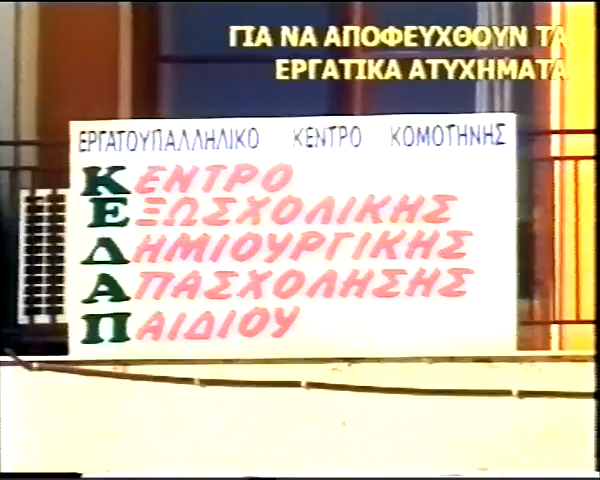 ΓΙΑ ΝΑ ΑΠΟΦΕΥΧΘΟΥΝ ΤΑ
ΕΡΓΑΤΙΚΑ ΑΤΥΧΗΜΑΤΑ
ΕΡΓΑΤΟΥΠΑΛΛΗΛΙΚΟ ΚΕΝΤΡΟ ΚΟΜΟΤΗΝΗΣ
ΚΕΝΤΡΟ
ΕΞΩΣΧΟΛΙΚΗΣ
ΔΗΜΙΟΥΡΓΙΚΗΣ
ΑΠΑΣΧΟΛΗΣΗΣ
ΠΑΙΔΙΟΥ